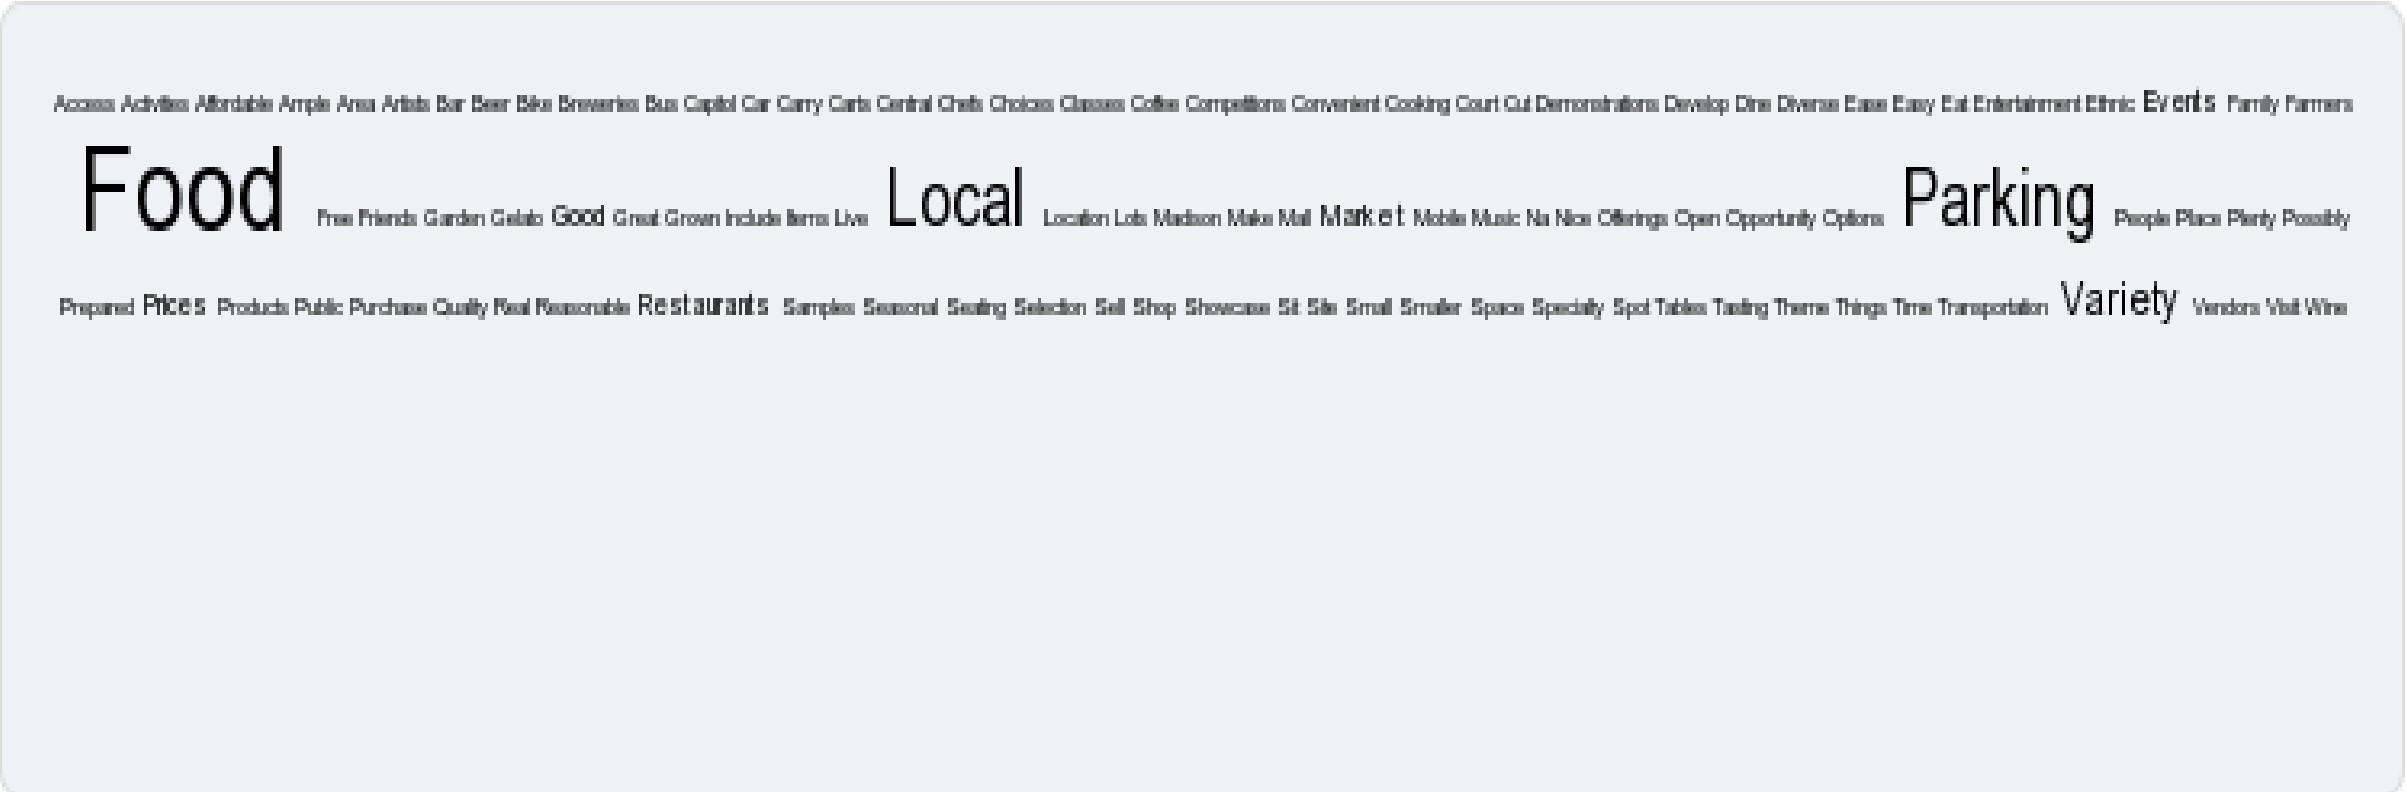 Access Activities Affordable Ample Area Artists Bar Beer Bike Breweries Bus Capitol Car Carry Carts Central Chefs Choices Classes Coffee Competitions Convenient Cooking Court Cut Demonstrations Develop Dine Diverse Ease Easy Eat Entertainment Ethnic Events Family Farmers
Food Free Friends Garden Gelato Good Great Grown Include Items Live Local Location Lots Madison Make Mall Market Mobile Music Na Nice Offerings Open Opportunity Options Parking People Place Plenty Possibly
Prepared Prices Products Public Purchase Quality Real Reasonable Restaurants Samples Seasonal Seating Selection Sell Shop Showcase Sit Site Small Smaller Space Specialty Spot Tables Tasting Theme Things Time Transportation Variety Vendors Visit Wine